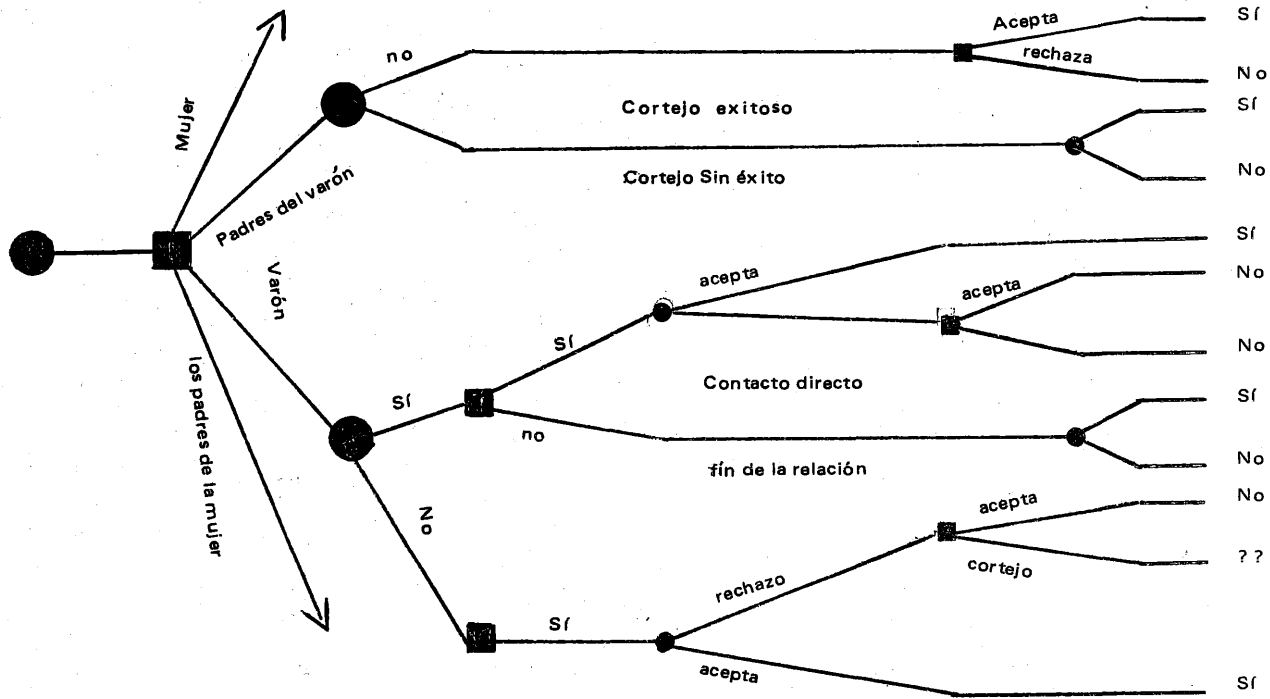 Acepta
Sí
no
rechaza
No
Sí
Cortejo exitoso
Mujer
No
Cortejo Sin éxito
Padres del varón
Sí
Varón
acepta
No
acepta
Sí
No
Contacto directo
Sí
Sí
no
los padres de la mujer
fín de la relación
No
No
acepta
No
cortejo
??
rechazo
Sí
acepta
Sí